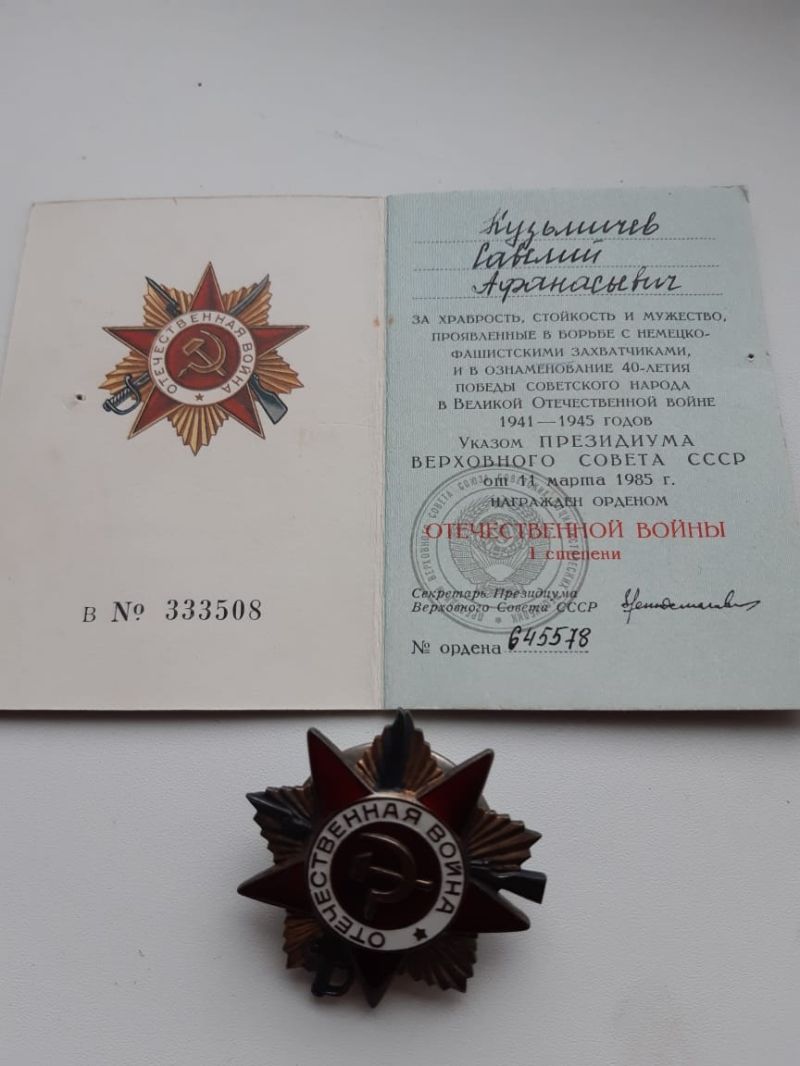 ОТЕЧЕСТВЕННАЯ ВОЙНА
В № 333508
Кузьмичев
Савелий
Афанасьевич
ЗА ХРАБРОСТЬ, СТОЙКОСТЬ И МУЖЕСТВО,
ПРОЯВЛЕННЫЕ В БОРЬБЕ С НЕМЕЦКО-
ФАШИСТСКИМИ ЗАХВАТЧИКАМИ,
И В ОЗНАМЕНОВАНИЕ 40-ЛЕТИЯ
ПОБЕДЫ СОВЕТСКОГО НАРОДА
В ВЕЛИКОЙ ОТЕЧЕСТВЕННОЙ ВОЙНЕ
1941—1945 ГОДОВ
УКАЗОМ ПРЕЗИДИУМА
ВЕРХОВНОГО СОВЕТА СССР
от 11 марта 1985 г.
НАГРАЖДЕН ОРДЕНОМ
ОТЕЧЕСТВЕННОЙ ВОЙНЫ
I степени
Секретарь Президиума
Верховного Совета СССР
№ ордена 645578
ОТЕЧЕСТВЕННАЯ ВОЙНА